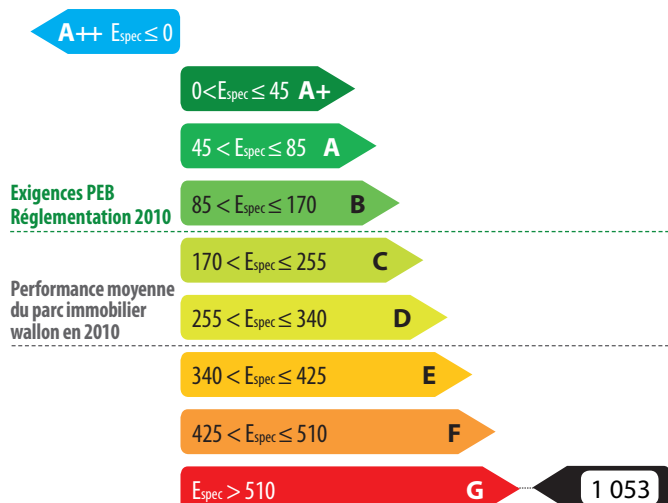 A++ Espec ≤ 0
0<Espec ≤ 45 A+
45 < Espec ≤ 85 A
Exigences PEB
Réglementation 2010
85 < Espec ≤ 170 B
170 < Espec ≤ 255 C
Performance moyenne
du parc immobilier
wallon en 2010
255 < Espec ≤ 340 D
340 < Espec ≤ 425 E
425 < Espec ≤ 510 F
Espec > 510 G 1 053